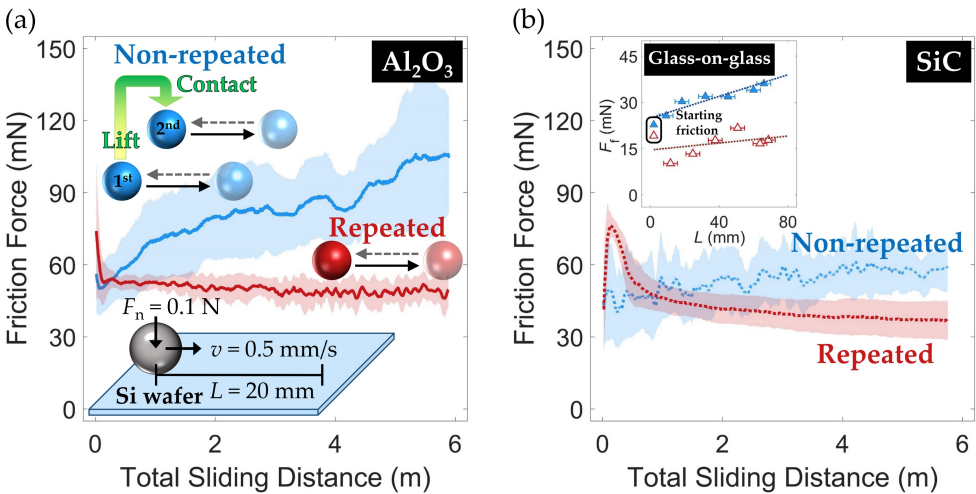 (a)
150
120
90
60
30
0
Friction Force (mN)
Non-repeated
Al₂O₃
Contact
Lift
2nd
1st
Repeated
Fn = 0.1 N
v = 0.5 mm/s
L = 20 mm
Si wafer
0
2
4
6
Total Sliding Distance (m)
(b)
150
120
90
60
30
0
Friction Force (mN)
Glass-on-glass
SiC
45
30
15
0
Ff (mN)
Starting
friction
0
40
80
L (mm)
Non-repeated
Repeated
0
2
4
6
Total Sliding Distance (m)